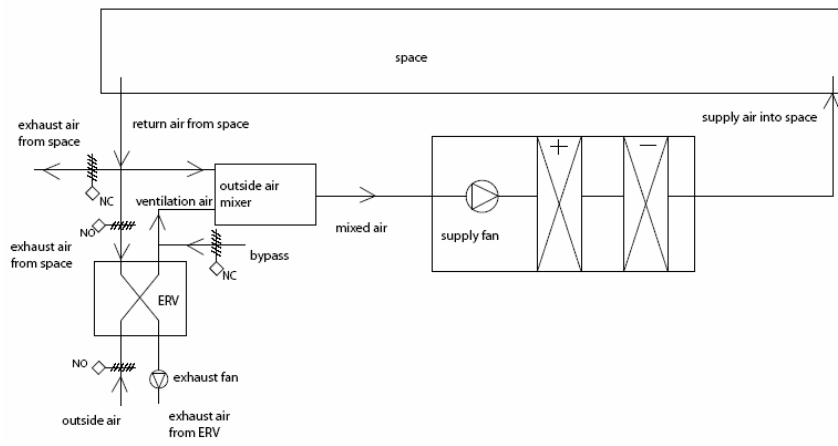 space
return air from space
supply air into space
exhaust air
from space
NC
ventilation air
outside air
mixer
+
−
NO
mixed air
supply fan
exhaust air
from space
bypass
NC
ERV
NO
exhaust fan
outside air
exhaust air
from ERV